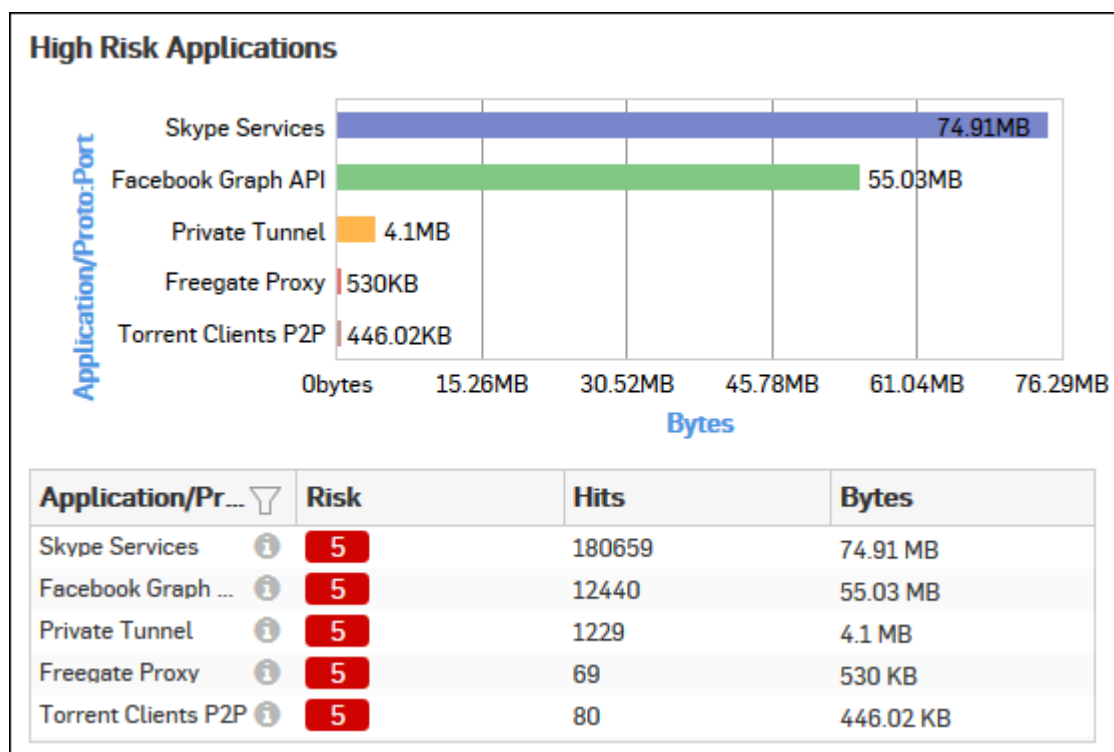 High Risk Applications
Application/Proto:Port
Skype Services 74.91MB
Facebook Graph API 55.03MB
Private Tunnel 4.1MB
Freegate Proxy 530KB
Torrent Clients P2P 446.02KB
0bytes 15.26MB 30.52MB 45.78MB 61.04MB 76.29MB
Bytes
Application/Pr... Risk Hits Bytes
Skype Services 5 180659 74.91 MB
Facebook Graph ... 5 12440 55.03 MB
Private Tunnel 5 1229 4.1 MB
Freegate Proxy 5 69 530 KB
Torrent Clients P2P 5 80 446.02 KB